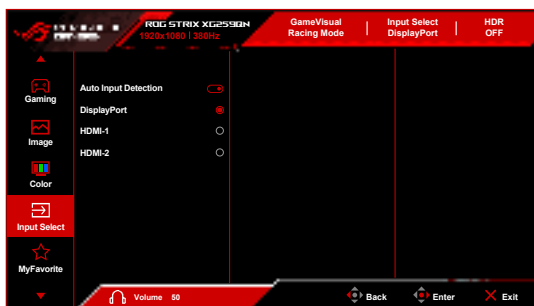 ROG STRIX XG259QN
1920x1080 | 380Hz
GameVisual
Racing Mode
Input Select
DisplayPort
HDR
OFF
Gaming
Image
Color
Input Select
MyFavorite
Auto Input Detection
DisplayPort
HDMI-1
HDMI-2
Volume 50
Back
Enter
Exit